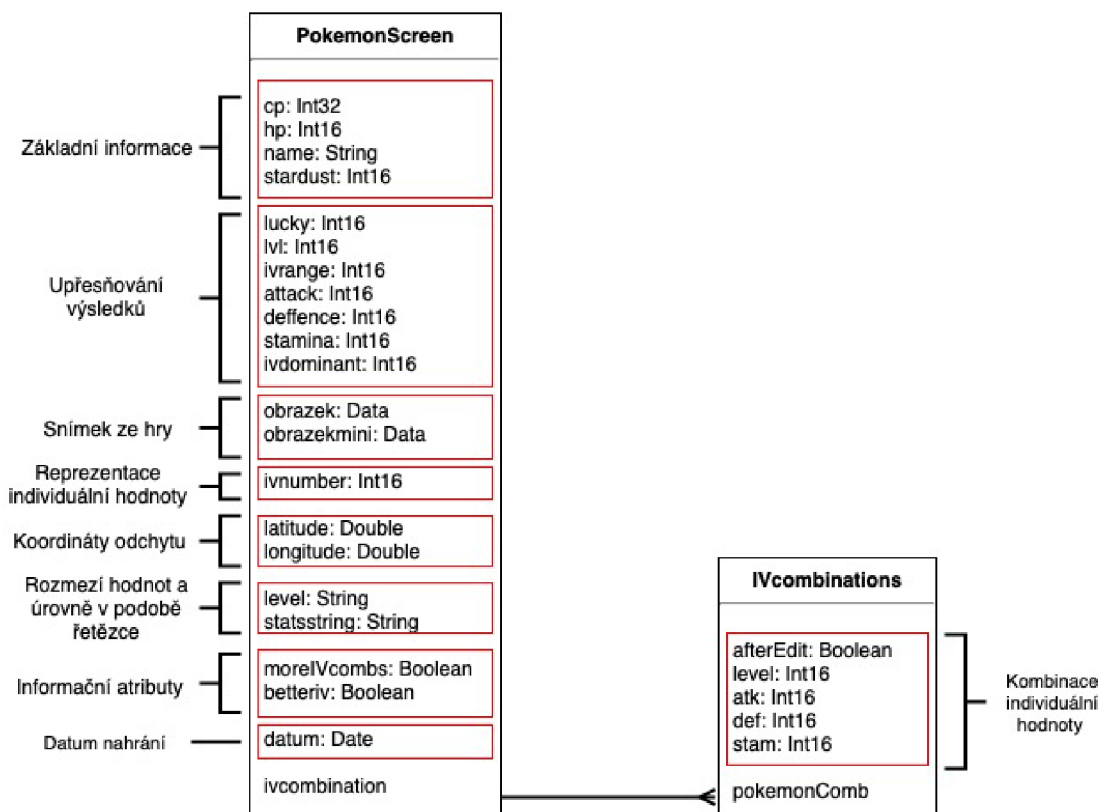 PokemonScreen
Základní informace
cp: Int32
hp: Int16
name: String
stardust: Int16
Upřesňování
výsledků
lucky: Int16
lvl: Int16
ivrange: Int16
attack: Int16
deffence: Int16
stamina: Int16
ivdominant: Int16
Snímek ze hry
obrazek: Data
obrazekmini: Data
Reprezentace
individuální hodnoty
ivnumber: Int16
Koordináty odchytu
latitude: Double
longitude: Double
Rozmezí hodnot a
úrovně v podobě
řetězce
level: String
statsstring: String
Informační atributy
moreIVcombs: Boolean
betteriv: Boolean
Datum nahrání
datum: Date
ivcombination
IVcombinations
afterEdit: Boolean
level: Int16
atk: Int16
def: Int16
stam: Int16
Kombinace
individuální
hodnoty
pokemonComb